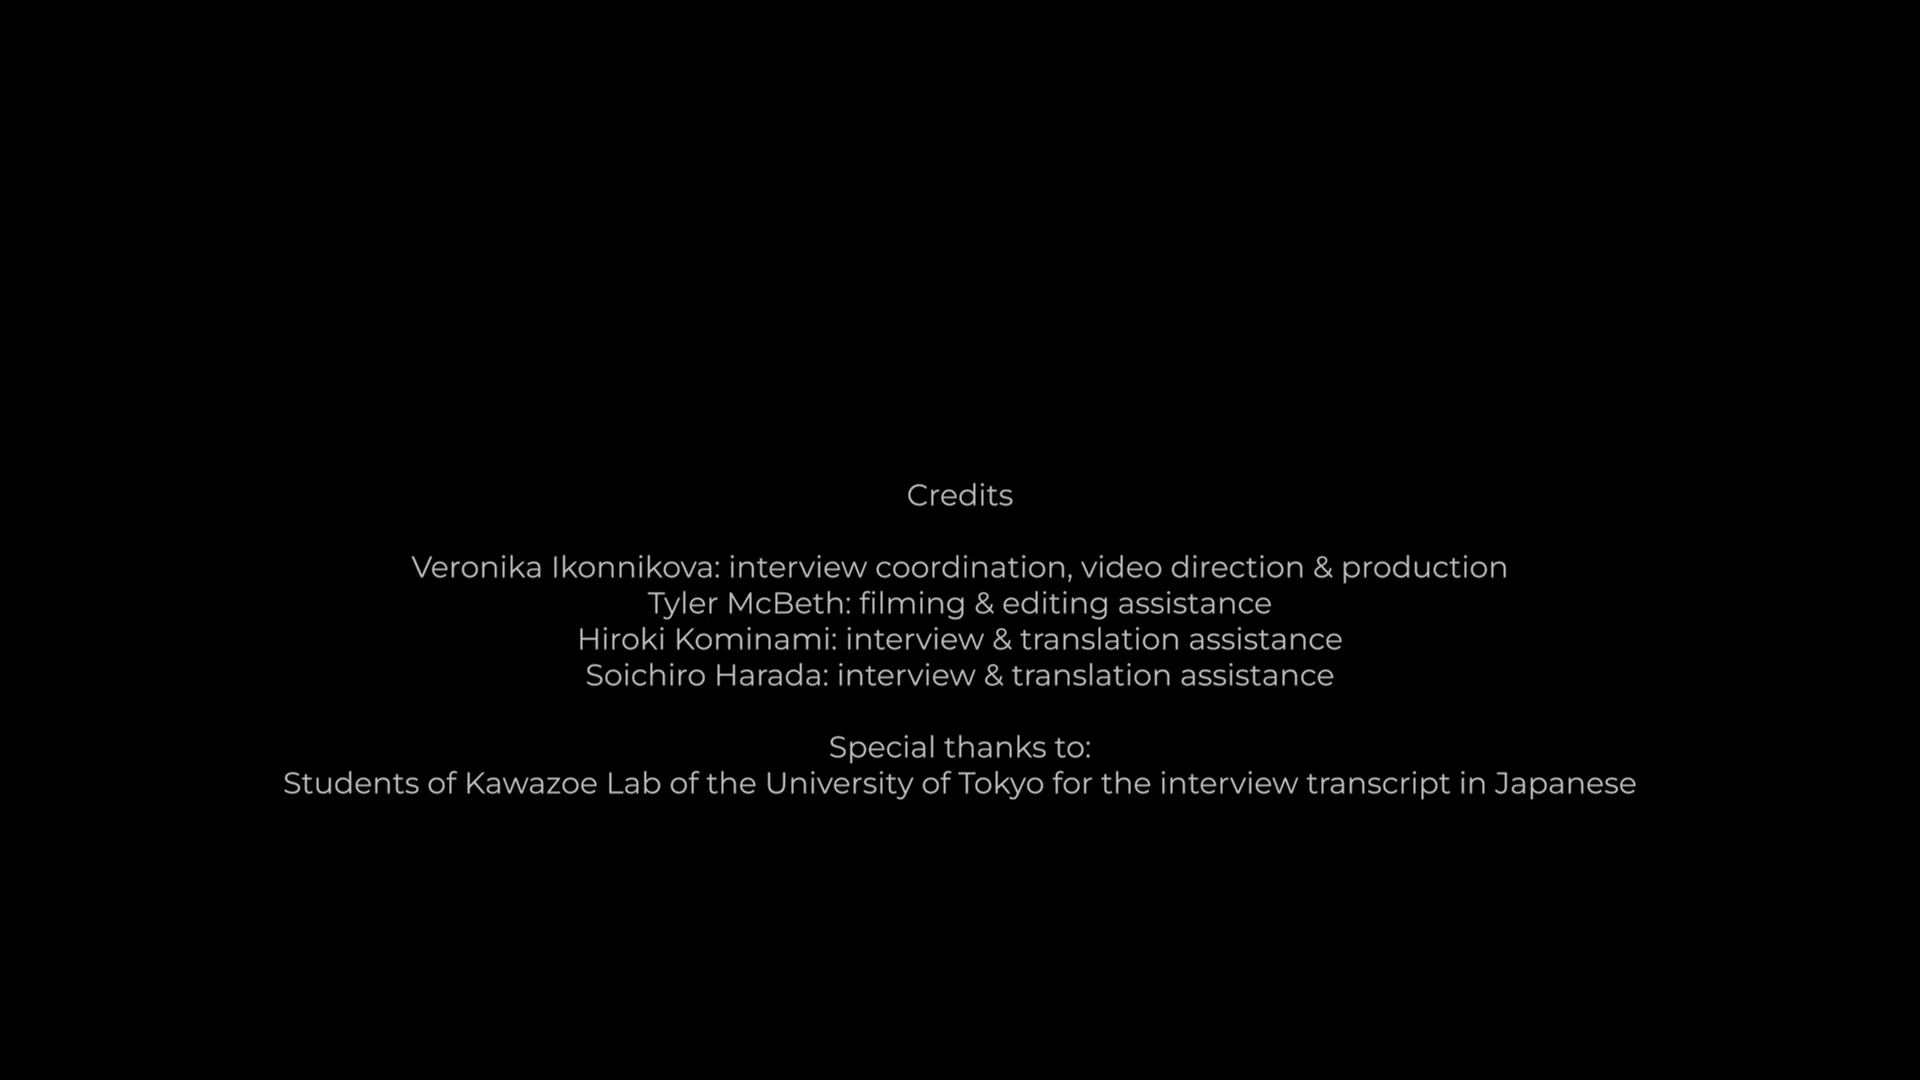 Credits
Veronika Ikonnikova: interview coordination, video direction & production
Tyler McBeth: filming & editing assistance
Hiroki Kominami: interview & translation assistance
Soichiro Harada: interview & translation assistance
Special thanks to:
Students of Kawazoe Lab of the University of Tokyo for the interview transcript in Japanese